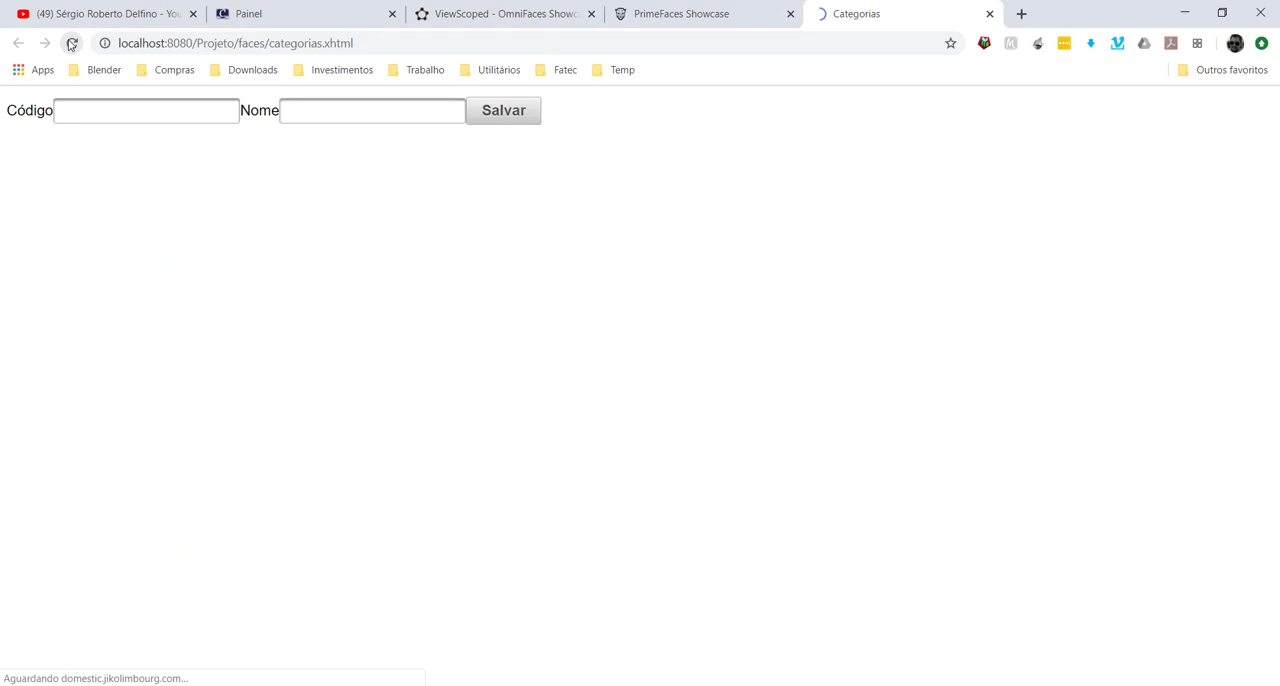 (49) Sérgio Roberto Delfino - You
Painel
ViewScoped - OmniFaces Showc
PrimeFaces Showcase
Categorias
localhost:8080/Projeto/faces/categorias.xhtml
Apps Blender Compras Downloads Investimentos Trabalho Utilitários Fatec Temp Outros favoritos
Código Nome Salvar
Aguardando domestic.jikolimbourg.com...